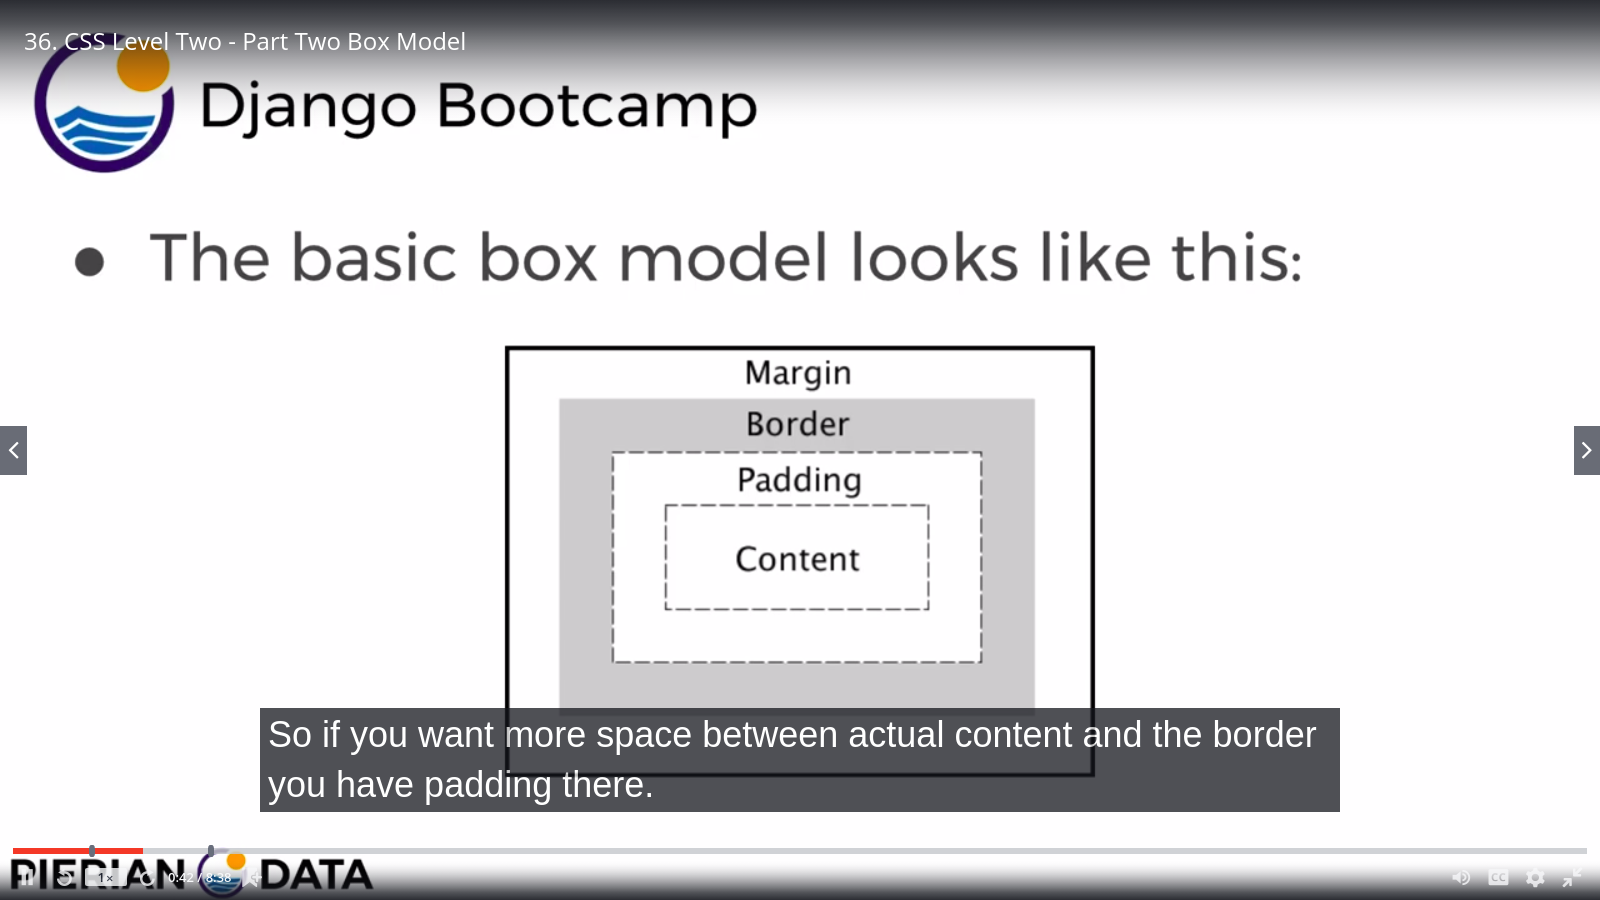 36. CSS Level Two - Part Two Box Model
Django Bootcamp
● The basic box model looks like this:
Margin
Border
Padding
Content
So if you want more space between actual content and the border
you have padding there.
PIERIAN DATA
1×
0:42 / 8:38
CC